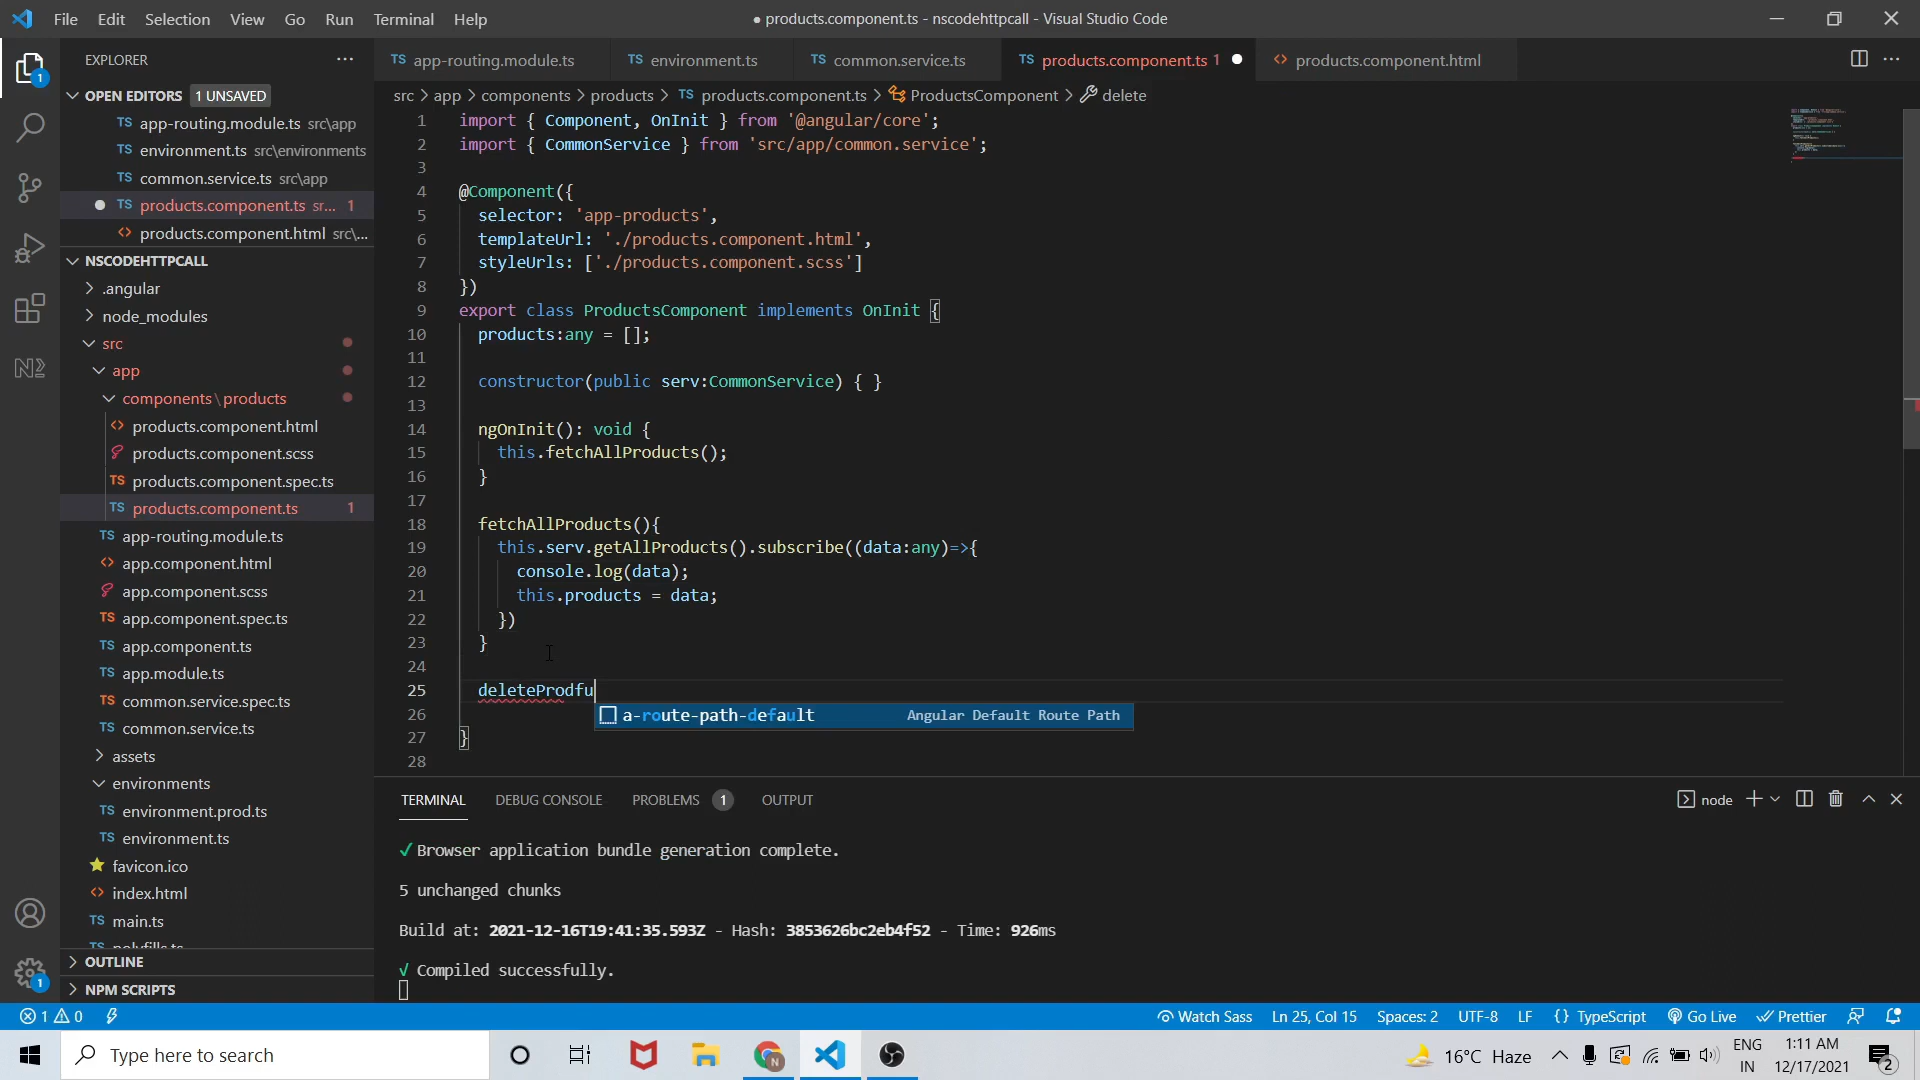 File Edit Selection View Go Run Terminal Help
● products.component.ts - nscodehttpcall - Visual Studio Code
EXPLORER
OPEN EDITORS 1 UNSAVED
TS app-routing.module.ts src\app
TS environment.ts src\environments
TS common.service.ts src\app
TS products.component.ts sr... 1
<> products.component.html src\...
NSCODEHTTPCALL
.angular
node_modules
src
app
components\products
<> products.component.html
products.component.scss
TS products.component.spec.ts
TS products.component.ts 1
TS app-routing.module.ts
<> app.component.html
app.component.scss
TS app.component.spec.ts
TS app.component.ts
TS app.module.ts
TS common.service.spec.ts
TS common.service.ts
assets
environments
TS environment.prod.ts
TS environment.ts
favicon.ico
<> index.html
TS main.ts
TS polyfills.ts
OUTLINE
NPM SCRIPTS
TS app-routing.module.ts
TS environment.ts
TS common.service.ts
TS products.component.ts 1
<> products.component.html
src > app > components > products > TS products.component.ts > ProductsComponent > delete
1 import { Component, OnInit } from '@angular/core';
2 import { CommonService } from 'src/app/common.service';
3
4 @Component({
5 selector: 'app-products',
6 templateUrl: './products.component.html',
7 styleUrls: ['./products.component.scss']
8 })
9 export class ProductsComponent implements OnInit {
10 products:any = [];
11
12 constructor(public serv:CommonService) { }
13
14 ngOnInit(): void {
15 this.fetchAllProducts();
16 }
17
18 fetchAllProducts(){
19 this.serv.getAllProducts().subscribe((data:any)=>{
20 console.log(data);
21 this.products = data;
22 })
23 }
24
25 deleteProdfu
26 a-route-path-default Angular Default Route Path
27 }
28
TERMINAL DEBUG CONSOLE PROBLEMS 1 OUTPUT
node
✓ Browser application bundle generation complete.
5 unchanged chunks
Build at: 2021-12-16T19:41:35.593Z - Hash: 3853626bc2eb4f52 - Time: 926ms
√ Compiled successfully.
1 0
Watch Sass Ln 25, Col 15 Spaces: 2 UTF-8 LF {} TypeScript Go Live Prettier
Type here to search
16°C Haze
ENG
IN
1:11 AM
12/17/2021
2